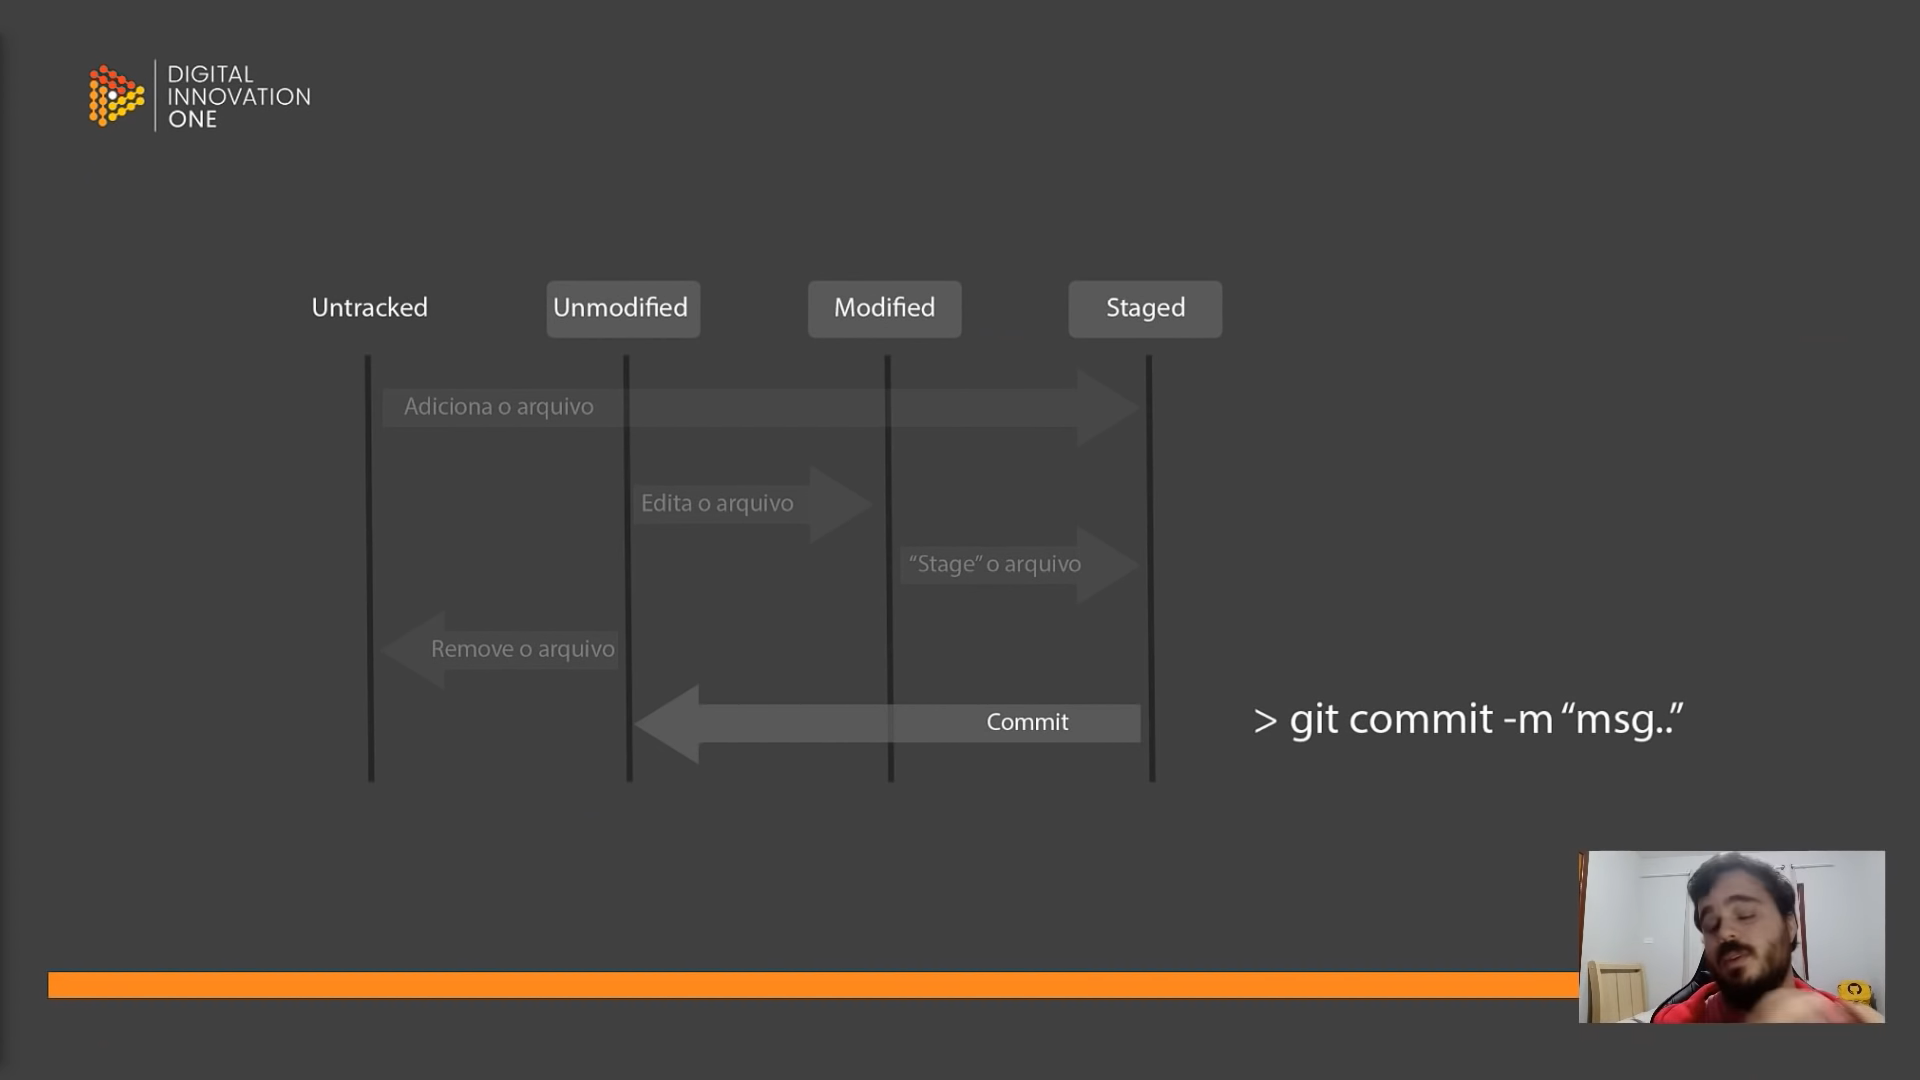 DIGITAL
INNOVATION
ONE
Untracked
Unmodified
Modified
Staged
Adiciona o arquivo
Edita o arquivo
“Stage” o arquivo
Remove o arquivo
Commit
> git commit -m “msg..”